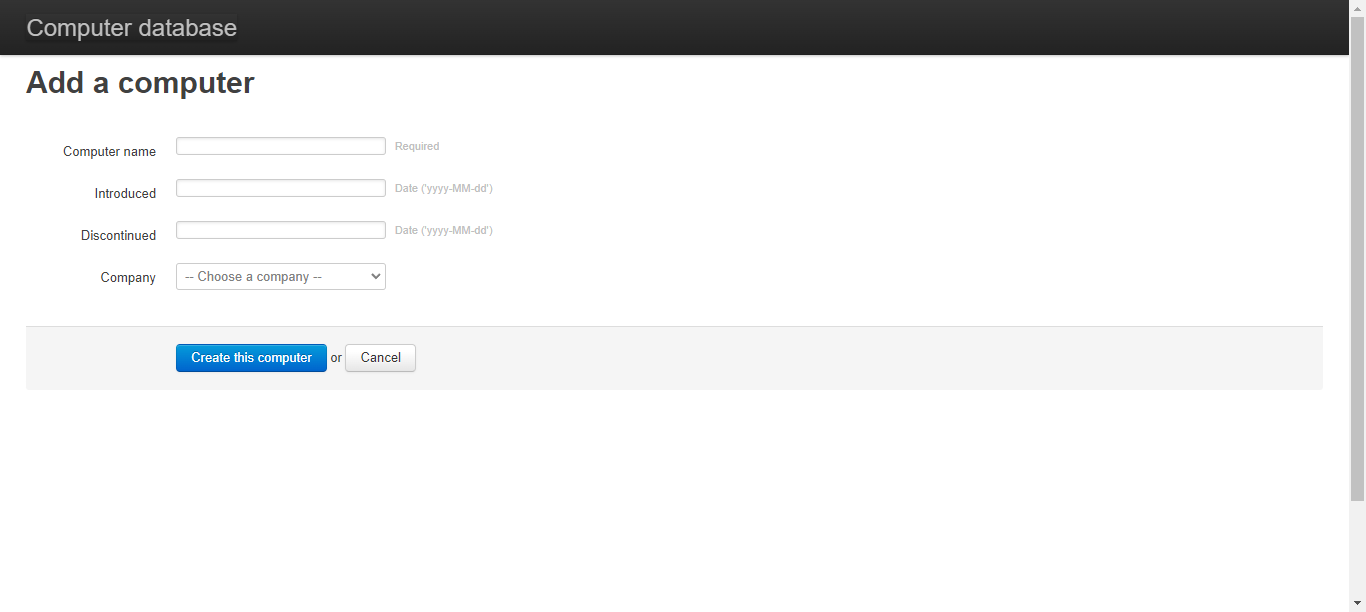 Computer database
Add a computer
Computer name Required
Introduced Date ('yyyy-MM-dd')
Discontinued Date ('yyyy-MM-dd')
Company -- Choose a company --
Create this computer or Cancel